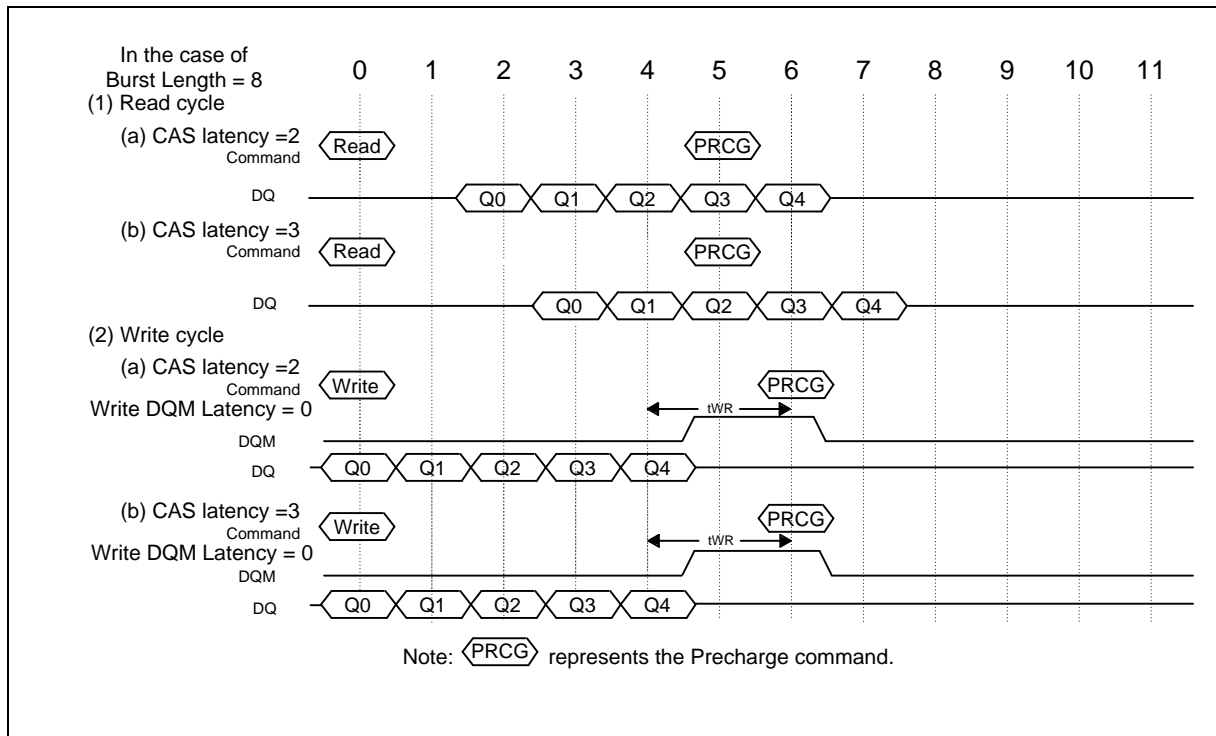 In the case of
Burst Length = 8
0 1 2 3 4 5 6 7 8 9 10 11
(1) Read cycle
(a) CAS latency =2
Command
Read PRCG
DQ
Q0 Q1 Q2 Q3 Q4
(b) CAS latency =3
Command
Read PRCG
DQ
Q0 Q1 Q2 Q3 Q4
(2) Write cycle
(a) CAS latency =2
Command
Write PRCG
Write DQM Latency = 0
tWR
DQM
DQ
Q0 Q1 Q2 Q3 Q4
(b) CAS latency =3
Command
Write PRCG
Write DQM Latency = 0
tWR
DQM
DQ
Q0 Q1 Q2 Q3 Q4
Note: PRCG represents the Precharge command.